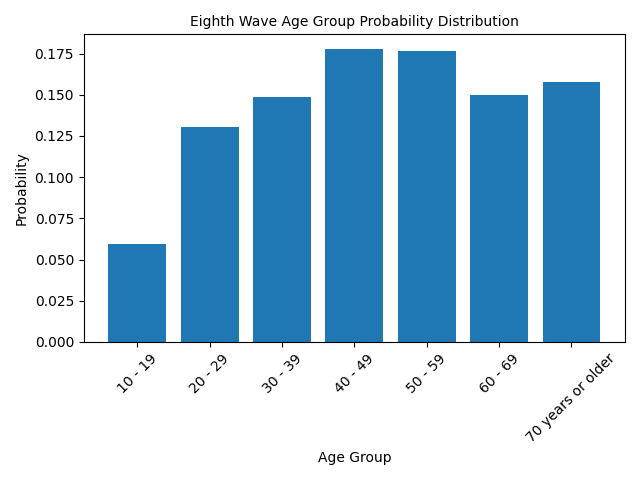 Eighth Wave Age Group Probability Distribution
0.175
0.150
0.125
0.100
0.075
0.050
0.025
0.000
Probability
10 - 19
20 - 29
30 - 39
40 - 49
50 - 59
60 - 69
70 years or older
Age Group